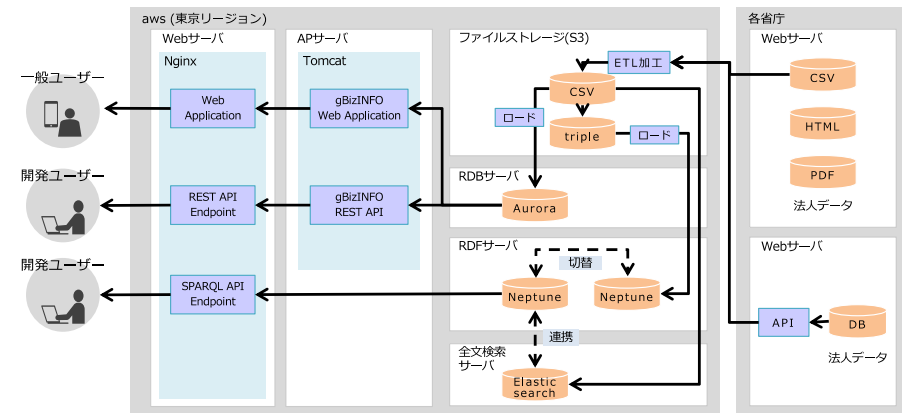 aws (東京リージョン)
各省庁
Webサーバ
APサーバ
ファイルストレージ(S3)
Webサーバ
Nginx
Tomcat
ETL加工
一般ユーザー
CSV
CSV
Web
Application
gBizINFO
Web Application
ロード
triple
ロード
HTML
PDF
法人データ
開発ユーザー
RDBサーバ
REST API
Endpoint
gBizINFO
REST API
Aurora
RDFサーバ
Webサーバ
開発ユーザー
切替
SPARQL API
Endpoint
Neptune
Neptune
API
DB
連携
法人データ
全文検索
サーバ
Elastic
search